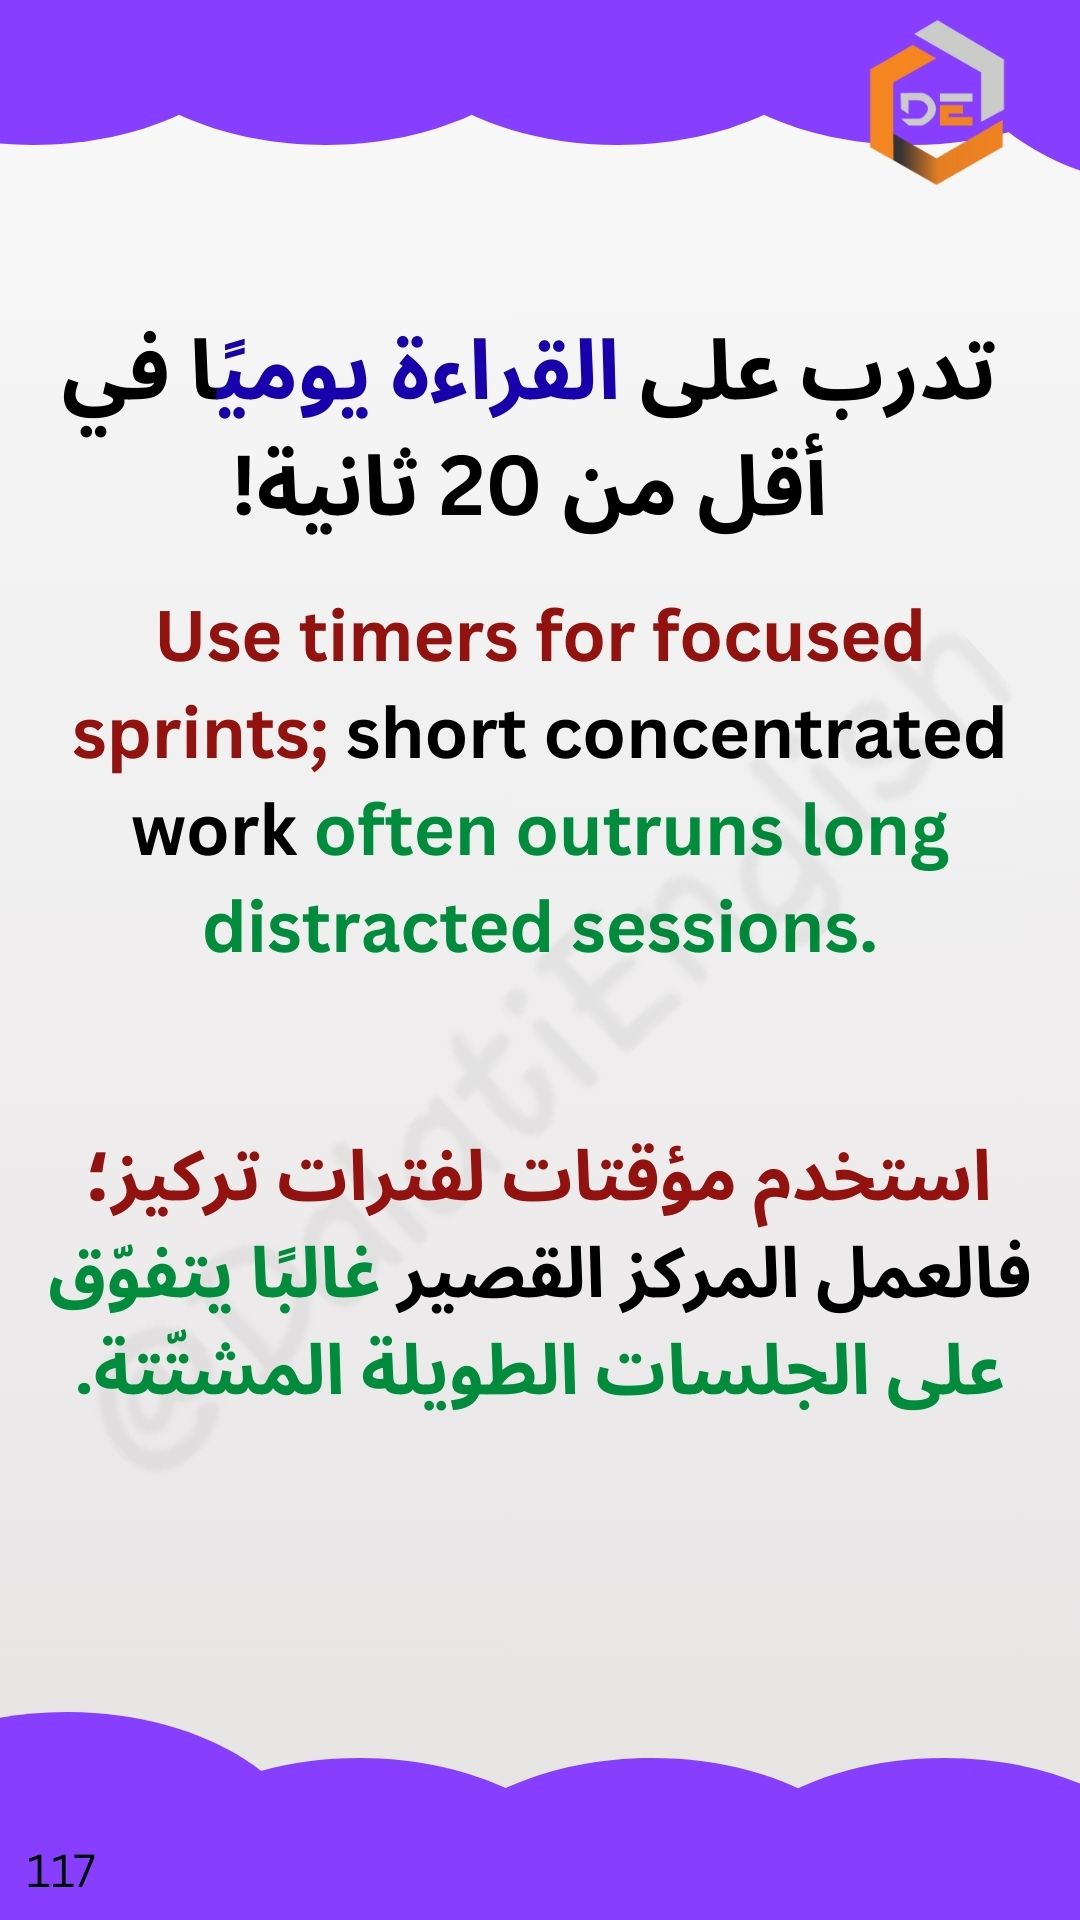 DE
تدرب على القراءة يوميًا في
أقل من 20 ثانية!
Use timers for focused
sprints; short concentrated
work often outruns long
distracted sessions.
استخدم مؤقتات لفترات تركيز؛
فالعمل المركز القصير غالبًا يتفوّق
على الجلسات الطويلة المشتّتة.
@DalatiEnglish
117